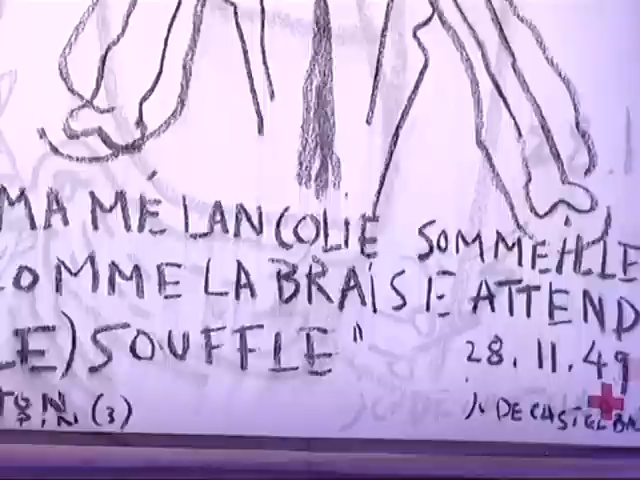 MA MÉLANCOLIE SOMMEILLE
COMME LA BRAISE ATTEND
LE) SOUFFLE"
28.11.49
(3)
J.C DE CASTELBA